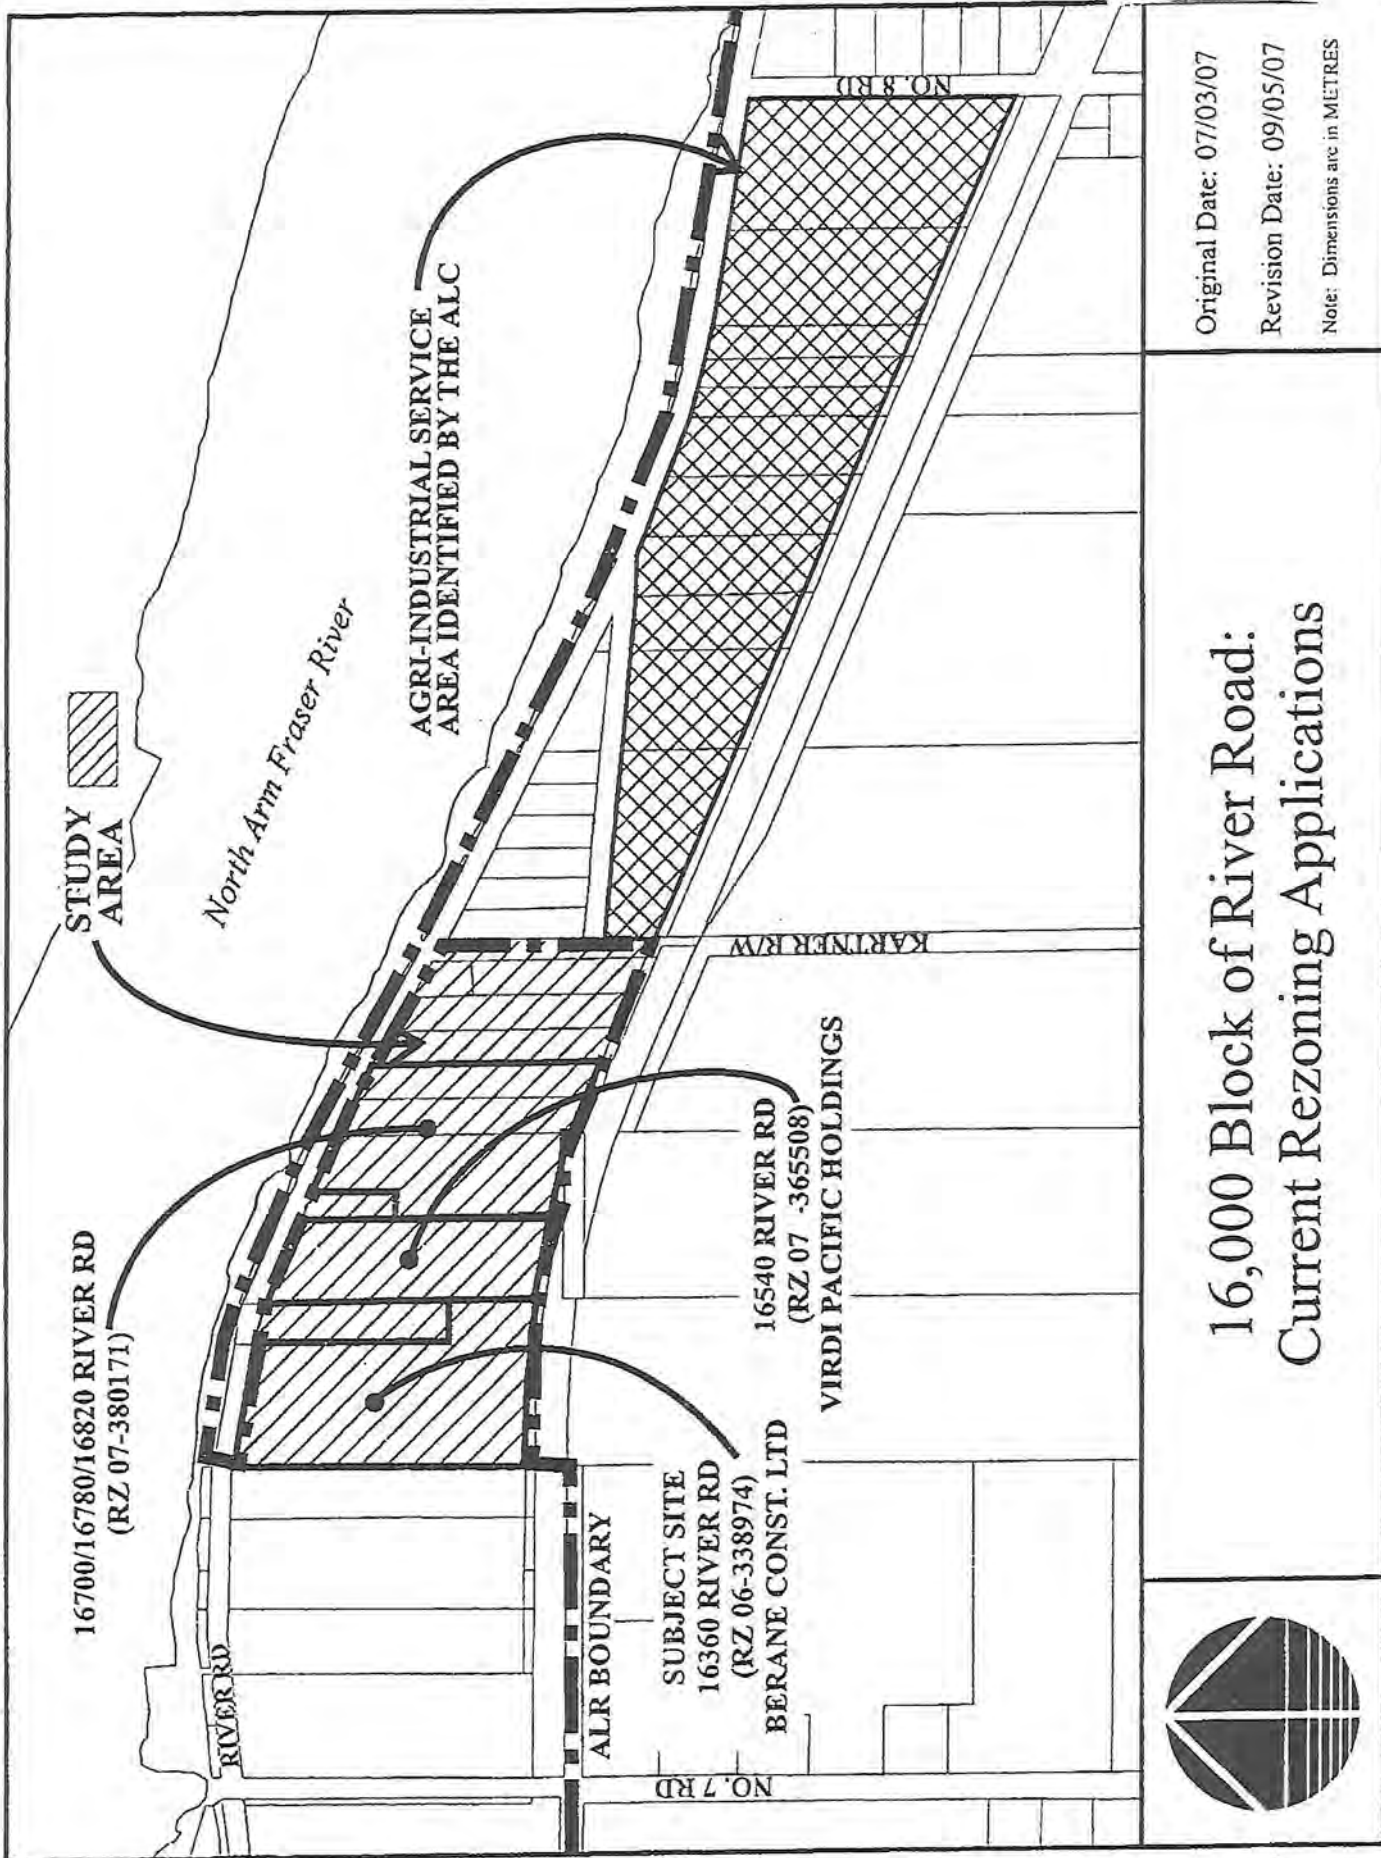 STUDY
AREA
North Arm Fraser River
16700/16780/16820 RIVER RD
(RZ 07-380171)
AGRI-INDUSTRIAL SERVICE
AREA IDENTIFIED BY THE ALC
RIVER RD
NO. 8 RD
ALR BOUNDARY
KARTNER R/W
SUBJECT SITE
16360 RIVER RD
(RZ 06-338974)
BERANE CONST. LTD
16540 RIVER RD
(RZ 07 -365508)
VIRDI PACIFIC HOLDINGS
NO. 7 RD
16,000 Block of River Road:
Current Rezoning Applications
Original Date: 07/03/07
Revision Date: 09/05/07
Note: Dimensions are in METRES